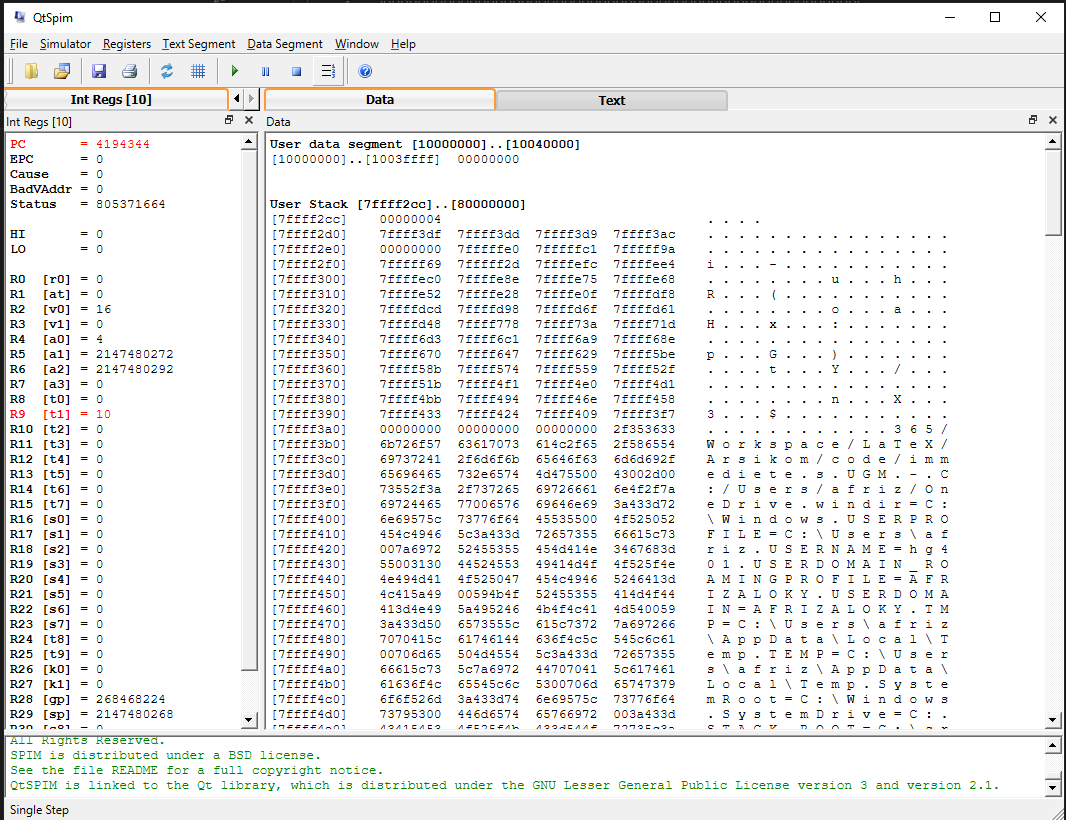 QtSpim
File Simulator Registers Text Segment Data Segment Window Help
Int Regs [10]
Data
Text
Int Regs [10]
PC = 4194344
EPC = 0
Cause = 0
BadVAddr = 0
Status = 805371664
HI = 0
LO = 0
R0 [r0] = 0
R1 [at] = 0
R2 [v0] = 16
R3 [v1] = 0
R4 [a0] = 4
R5 [a1] = 2147480272
R6 [a2] = 2147480292
R7 [a3] = 0
R8 [t0] = 0
R9 [t1] = 10
R10 [t2] = 0
R11 [t3] = 0
R12 [t4] = 0
R13 [t5] = 0
R14 [t6] = 0
R15 [t7] = 0
R16 [s0] = 0
R17 [s1] = 0
R18 [s2] = 0
R19 [s3] = 0
R20 [s4] = 0
R21 [s5] = 0
R22 [s6] = 0
R23 [s7] = 0
R24 [t8] = 0
R25 [t9] = 0
R26 [k0] = 0
R27 [k1] = 0
R28 [gp] = 268468224
R29 [sp] = 2147480268
Data
User data segment [10000000]..[10040000]
[10000000]..[1003ffff] 00000000
User Stack [7ffff2cc]..[80000000]
[7ffff2cc] 00000004 . . . .
[7ffff2d0] 7ffff3df 7ffff3dd 7ffff3d9 7ffff3ac . . . . . . . . . . . . . . . .
[7ffff2e0] 00000000 7fffffe0 7fffffc1 7fffff9a . . . . . . . . . . . . . . . .
[7ffff2f0] 7fffff69 7fffff2d 7ffffefc 7ffffee4 i . . . - . . . . . . . . . . .
[7ffff300] 7ffffec0 7ffffe8e 7ffffe75 7ffffe68 . . . . . . . . u . . . h . . .
[7ffff310] 7ffffe52 7ffffe28 7ffffe0f 7ffffdf8 R . . . ( . . . . . . . . . . .
[7ffff320] 7ffffdcd 7ffffd98 7ffffd6f 7ffffd61 . . . . . . . . o . . . a . . .
[7ffff330] 7ffffd48 7ffff778 7ffff73a 7ffff71d H . . . x . . . : . . . . . . .
[7ffff340] 7ffff6d3 7ffff6c1 7ffff6a9 7ffff68e . . . . . . . . . . . . . . . .
[7ffff350] 7ffff670 7ffff647 7ffff629 7ffff5be p . . . G . . . ) . . . . . . .
[7ffff360] 7ffff58b 7ffff574 7ffff559 7ffff52f . . . . t . . . Y . . . / . . .
[7ffff370] 7ffff51b 7ffff4f1 7ffff4e0 7ffff4d1 . . . . . . . . . . . . . . . .
[7ffff380] 7ffff4bb 7ffff494 7ffff46e 7ffff458 . . . . . . . . n . . . X . . .
[7ffff390] 7ffff433 7ffff424 7ffff409 7ffff3f7 3 . . . $ . . . . . . . . . . .
[7ffff3a0] 00000000 00000000 00000000 2f353633 . . . . . . . . . . . . 3 6 5 /
[7ffff3b0] 6b726f57 63617073 614c2f65 2f586554 W o r k s p a c e / L a T e X /
[7ffff3c0] 69737241 2f6d6f6b 65646f63 6d6d692f A r s i k o m / c o d e / i m m
[7ffff3d0] 65696465 732e6574 4d475500 43002d00 e d i e t e . s . U G M . - . C
[7ffff3e0] 73552f3a 2f737265 69726661 6e4f2f7a : / U s e r s / a f r i z / O n
[7ffff3f0] 69724465 77006576 69646e69 3a433d72 e D r i v e . w i n d i r = C :
[7ffff400] 6e69575c 73776f64 45535500 4f525052 \ W i n d o w s . U S E R P R O
[7ffff410] 454c4946 5c3a433d 72657355 66615c73 F I L E = C : \ U s e r s \ a f
[7ffff420] 007a6972 52455355 454d414e 3467683d r i z . U S E R N A M E = h g 4
[7ffff430] 55003130 44524553 49414d4f 4f525f4e 0 1 . U S E R D O M A I N _ R O
[7ffff440] 4e494d41 4f525047 454c4946 5246413d A M I N G P R O F I L E = A F R
[7ffff450] 4c415a49 00594b4f 52455355 414d4f44 I Z A L O K Y . U S E R D O M A
[7ffff460] 413d4e49 5a495246 4b4f4c41 4d540059 I N = A F R I Z A L O K Y . T M
[7ffff470] 3a433d50 6573555c 615c7372 7a697266 P = C : \ U s e r s \ a f r i z
[7ffff480] 7070415c 61746144 636f4c5c 545c6c61 \ A p p D a t a \ L o c a l \ T
[7ffff490] 00706d65 504d4554 5c3a433d 72657355 e m p . T E M P = C : \ U s e r
[7ffff4a0] 66615c73 5c7a6972 44707041 5c617461 s \ a f r i z \ A p p D a t a \
[7ffff4b0] 61636f4c 65545c6c 5300706d 65747379 L o c a l \ T e m p . S y s t e
[7ffff4c0] 6f6f526d 3a433d74 6e69575c 73776f64 m R o o t = C : \ W i n d o w s
[7ffff4d0] 73795300 446d6574 65766972 003a433d . S y s t e m D r i v e = C : .
All Rights Reserved.
SPIM is distributed under a BSD license.
See the file README for a full copyright notice.
QtSPIM is linked to the Qt library, which is distributed under the GNU Lesser General Public License version 3 and version 2.1.
Single Step